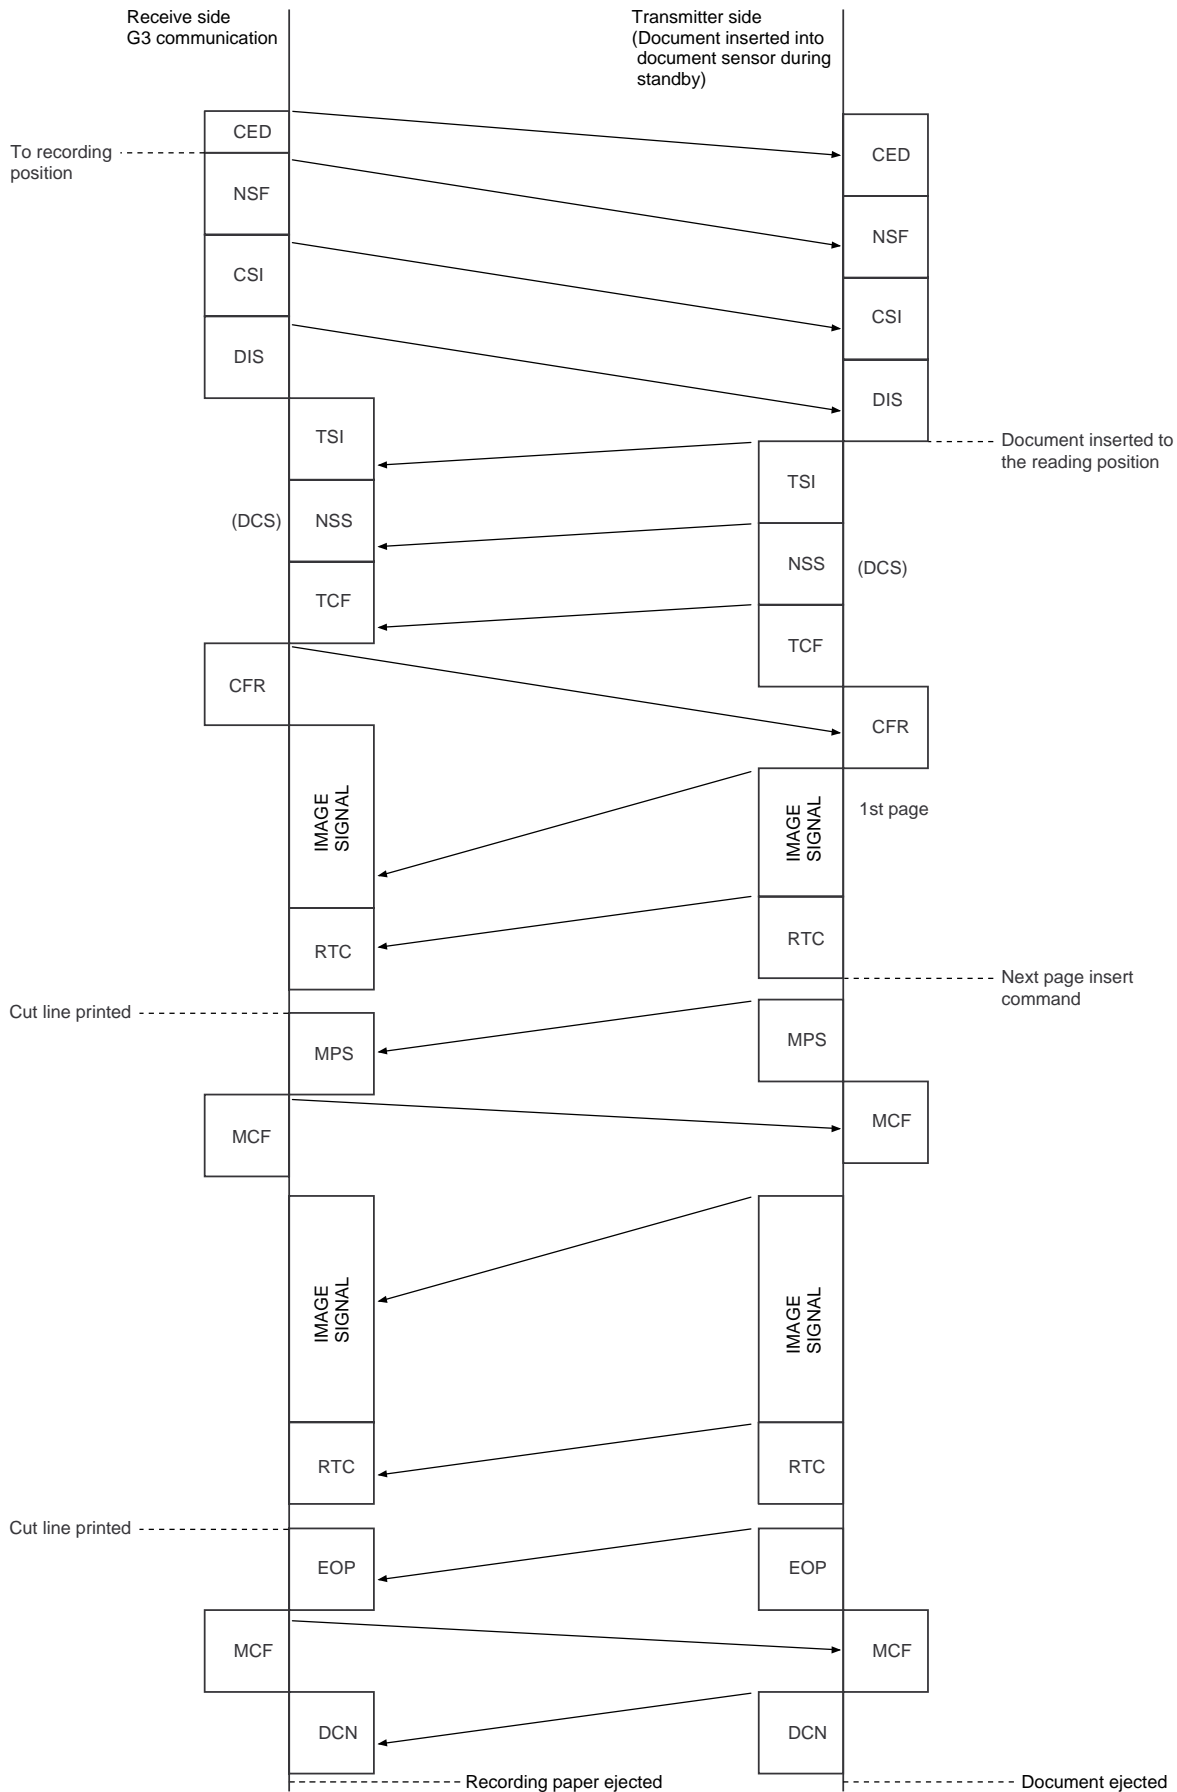 Receive side
G3 communication
Transmitter side
(Document inserted into
document sensor during
standby)
CED
CED
To recording
position
NSF
NSF
CSI
CSI
DIS
DIS
TSI
Document inserted to
the reading position
TSI
(DCS)
NSS
NSS
(DCS)
TCF
TCF
CFR
CFR
IMAGE
SIGNAL
IMAGE
SIGNAL
1st page
RTC
RTC
Next page insert
command
Cut line printed
MPS
MPS
MCF
MCF
IMAGE
SIGNAL
IMAGE
SIGNAL
RTC
RTC
Cut line printed
EOP
EOP
MCF
MCF
DCN
DCN
Recording paper ejected
Document ejected